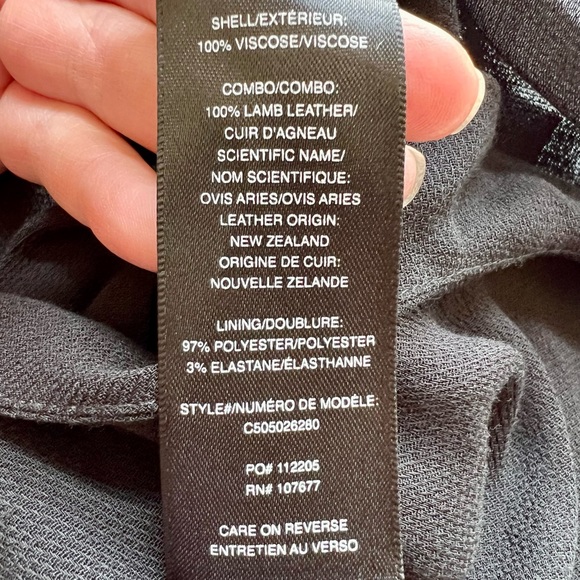 SHELL/EXTÉRIEUR:
100% VISCOSE/VISCOSE
COMBO/COMBO:
100% LAMB LEATHER/
CUIR D'AGNEAU
SCIENTIFIC NAME/
NOM SCIENTIFIQUE:
OVIS ARIES/OVIS ARIES
LEATHER ORIGIN:
NEW ZEALAND
ORIGINE DE CUIR:
NOUVELLE ZELANDE
LINING/DOUBLURE:
97% POLYESTER/POLYESTER
3% ELASTANE/ÉLASTHANNE
STYLE#/NUMÉRO DE MODÈLE:
C505026280
PO# 112205
RN# 107677
CARE ON REVERSE
ENTRETIEN AU VERSO